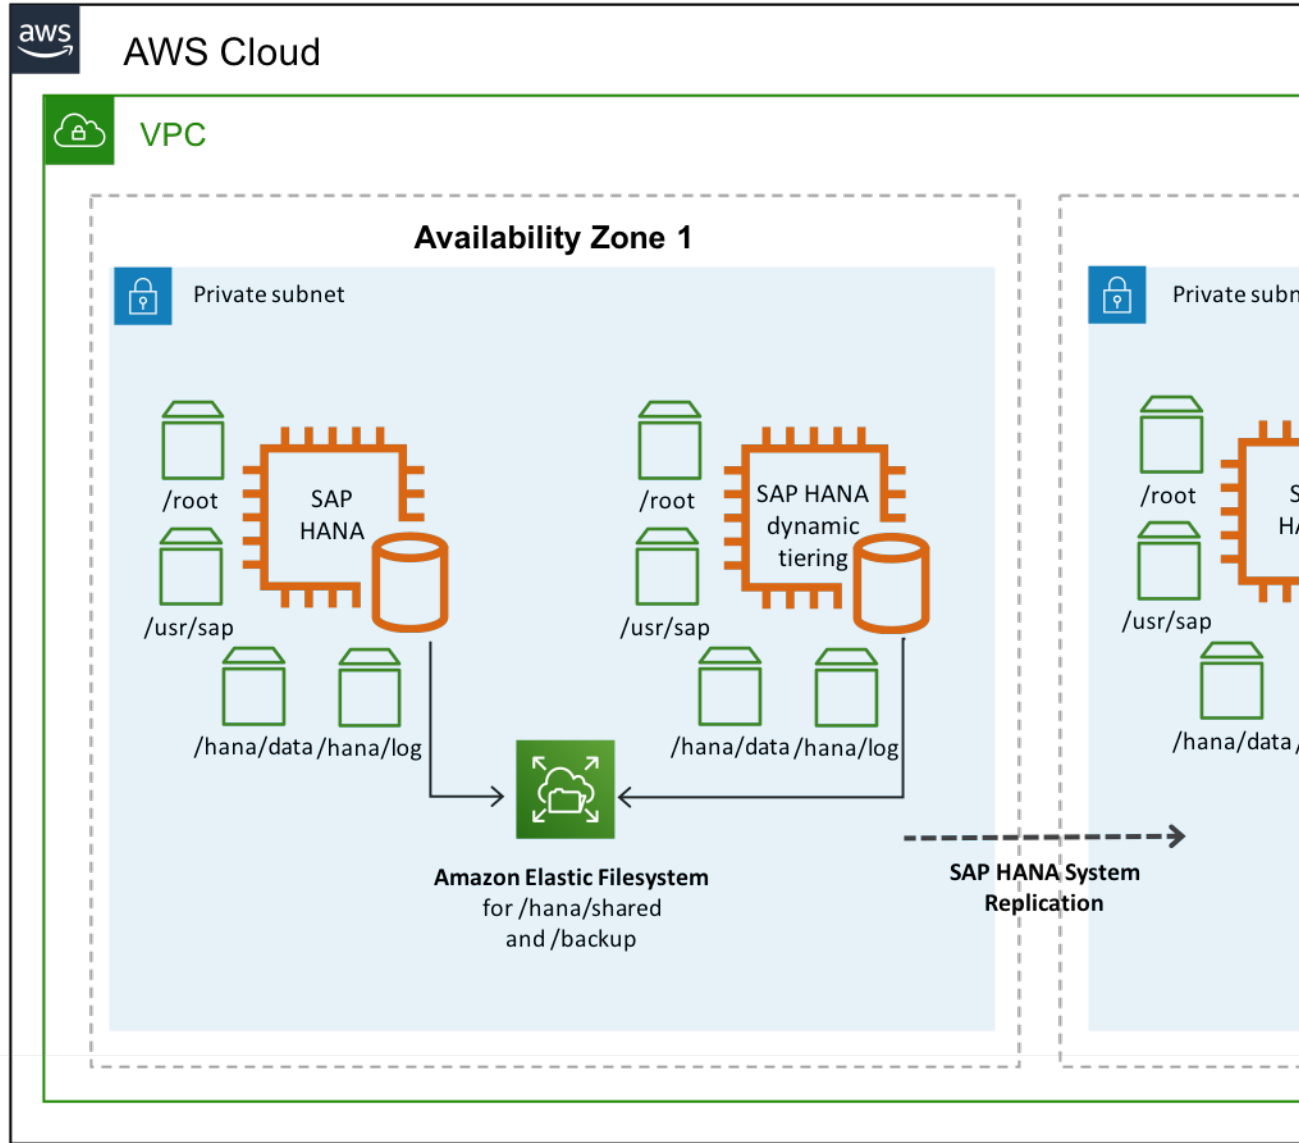 aws
AWS Cloud
VPC
Availability Zone 1
Private subnet
/root
SAP
HANA
/usr/sap
/hana/data
/hana/log
/root
SAP HANA
dynamic
tiering
/usr/sap
/hana/data
/hana/log
Amazon Elastic Filesystem
for /hana/shared
and /backup
SAP HANA System
Replication
Private
/root
/usr/sap
/hana/data